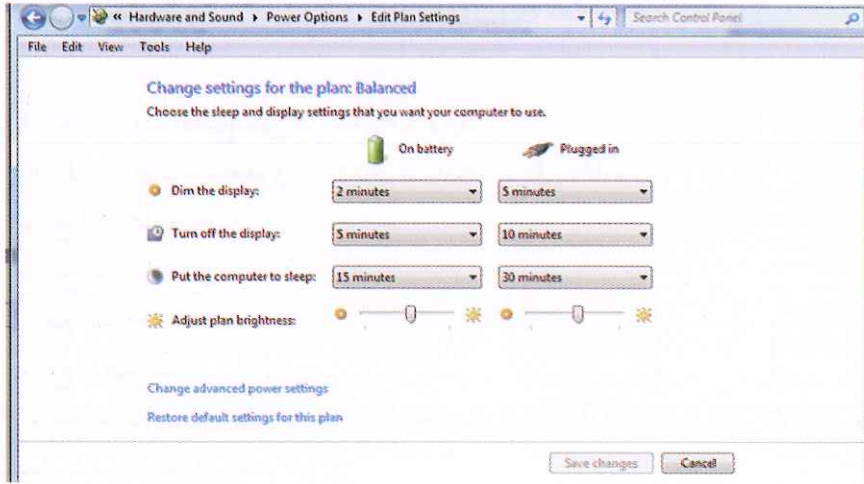 « Hardware and Sound ▸ Power Options ▸ Edit Plan Settings Search Control Panel
File Edit View Tools Help
Change settings for the plan: Balanced
Choose the sleep and display settings that you want your computer to use.
On battery Plugged in
Dim the display: 2 minutes 5 minutes
Turn off the display: 5 minutes 10 minutes
Put the computer to sleep: 15 minutes 30 minutes
Adjust plan brightness:
Change advanced power settings
Restore default settings for this plan
Save changes Cancel